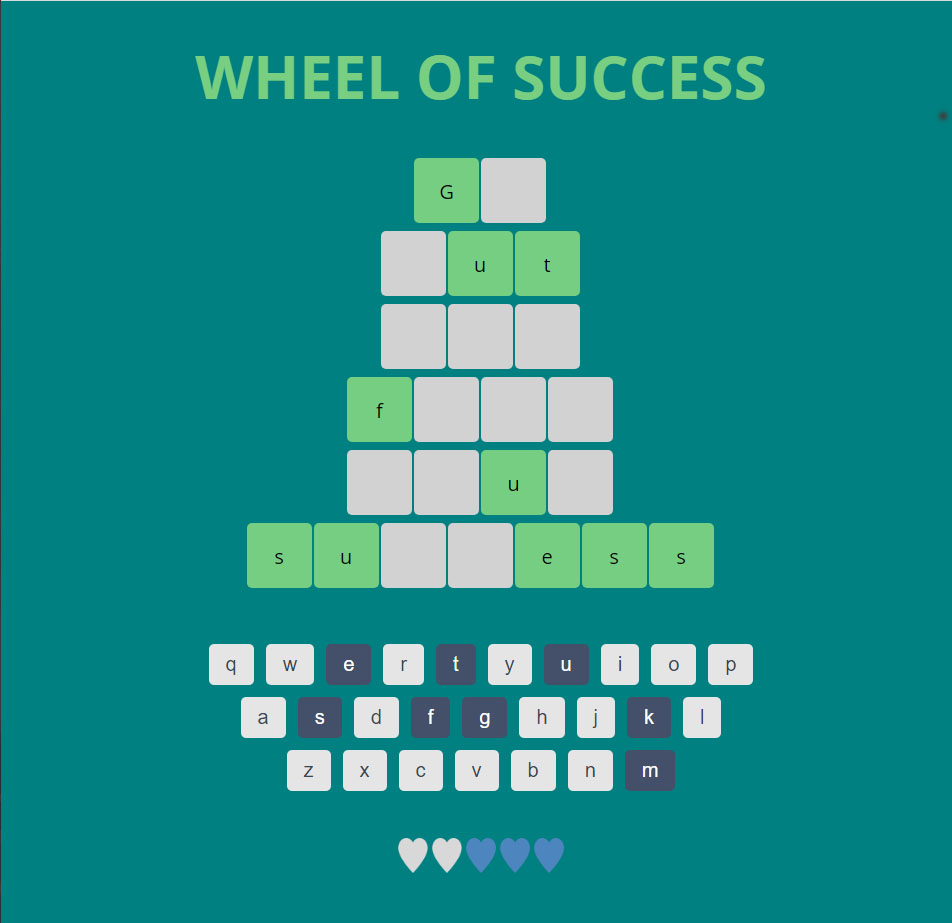 WHEEL OF SUCCESS
G
u t
f
u
s u e s s
q w e r t y u i o p
a s d f g h j k l
z x c v b n m